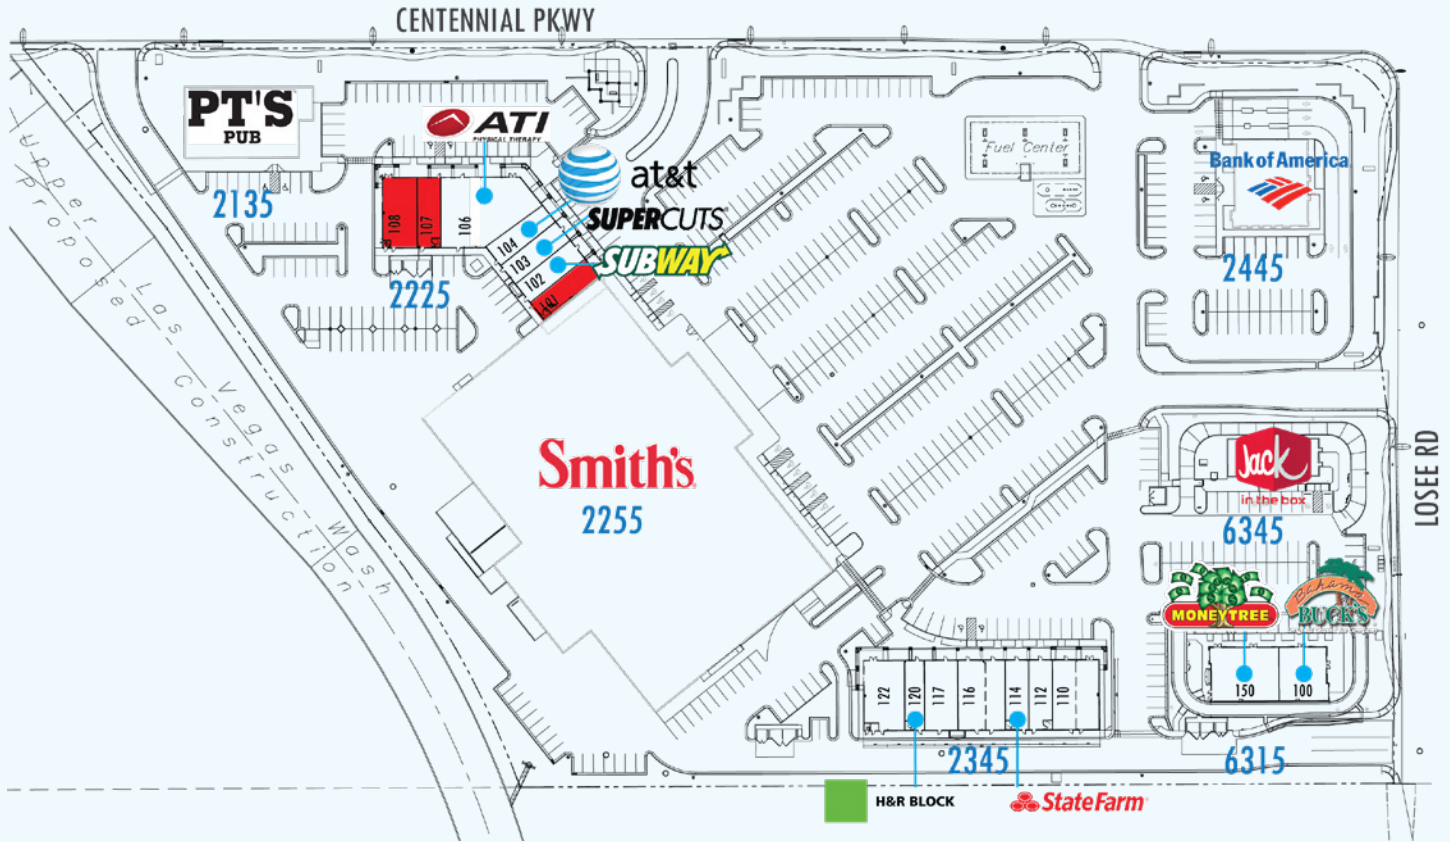 CENTENNIAL PKWY
PT'S
PUB
2135
ATI
PHYSICAL THERAPY
at&t
SUPERCUTS
SUBWAY
108
107
106
104
103
102
101
2225
Fuel Center
Bank of America
2445
Upper Las Vegas Wash
Proposed Construction
Smith's
2255
Jack
in the box
6345
LOSEE RD
MONEYTREE
Bahama
BUCK'S
150
100
6315
122
120
117
116
114
112
110
2345
H&R BLOCK
StateFarm